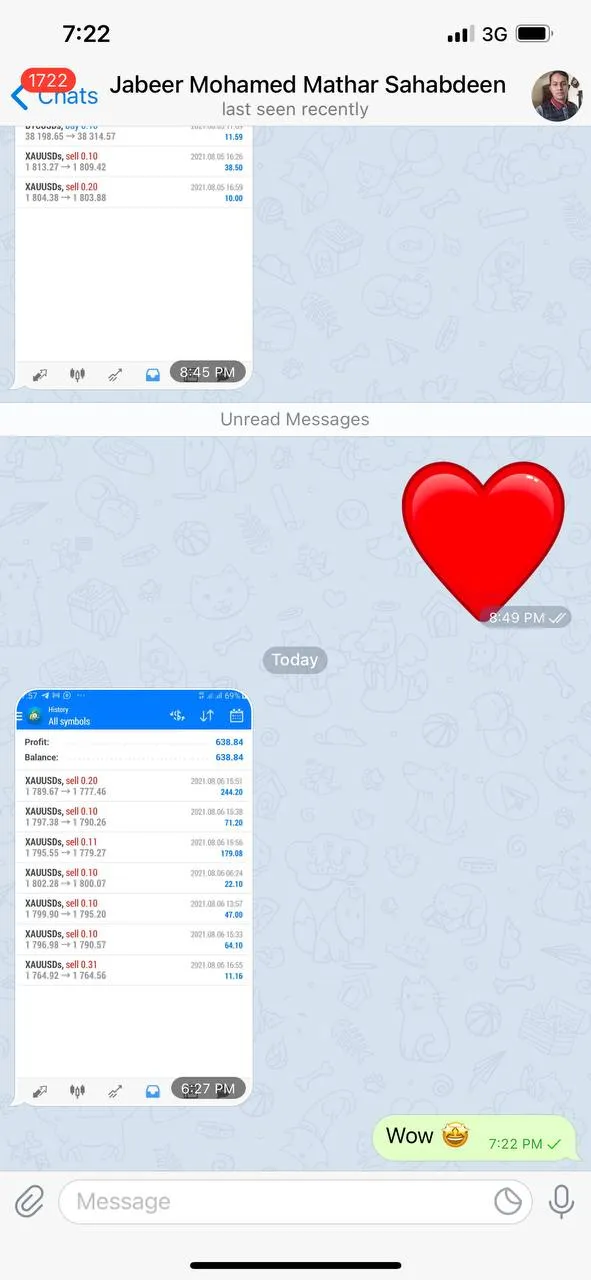 7:22
3G
1722
Chats
Jabeer Mohamed Mathar Sahabdeen
last seen recently
38 198.65 → 38 314.57 11.59
XAUUSDs, sell 0.10 2021.08.05 16:26
1 813.27 → 1 809.42 38.50
XAUUSDs, sell 0.20 2021.08.05 16:59
1 804.38 → 1 803.88 10.00
8:45 PM
Unread Messages
8:49 PM
Today
57 69%
History
All symbols
Profit: 638.84
Balance: 638.84
XAUUSDs, sell 0.20 2021.08.06 15:51
1 789.67 → 1 777.46 244.20
XAUUSDs, sell 0.10 2021.08.06 15:38
1 797.38 → 1 790.26 71.20
XAUUSDs, sell 0.11 2021.08.06 15:56
1 795.55 → 1 779.27 179.08
XAUUSDs, sell 0.10 2021.08.06 06:24
1 802.28 → 1 800.07 22.10
XAUUSDs, sell 0.10 2021.08.06 13:57
1 799.90 → 1 795.20 47.00
XAUUSDs, sell 0.10 2021.08.06 15:33
1 796.98 → 1 790.57 64.10
XAUUSDs, sell 0.31 2021.08.06 16:55
1 764.92 → 1 764.56 11.16
6:27 PM
Wow 🤩 7:22 PM
Message